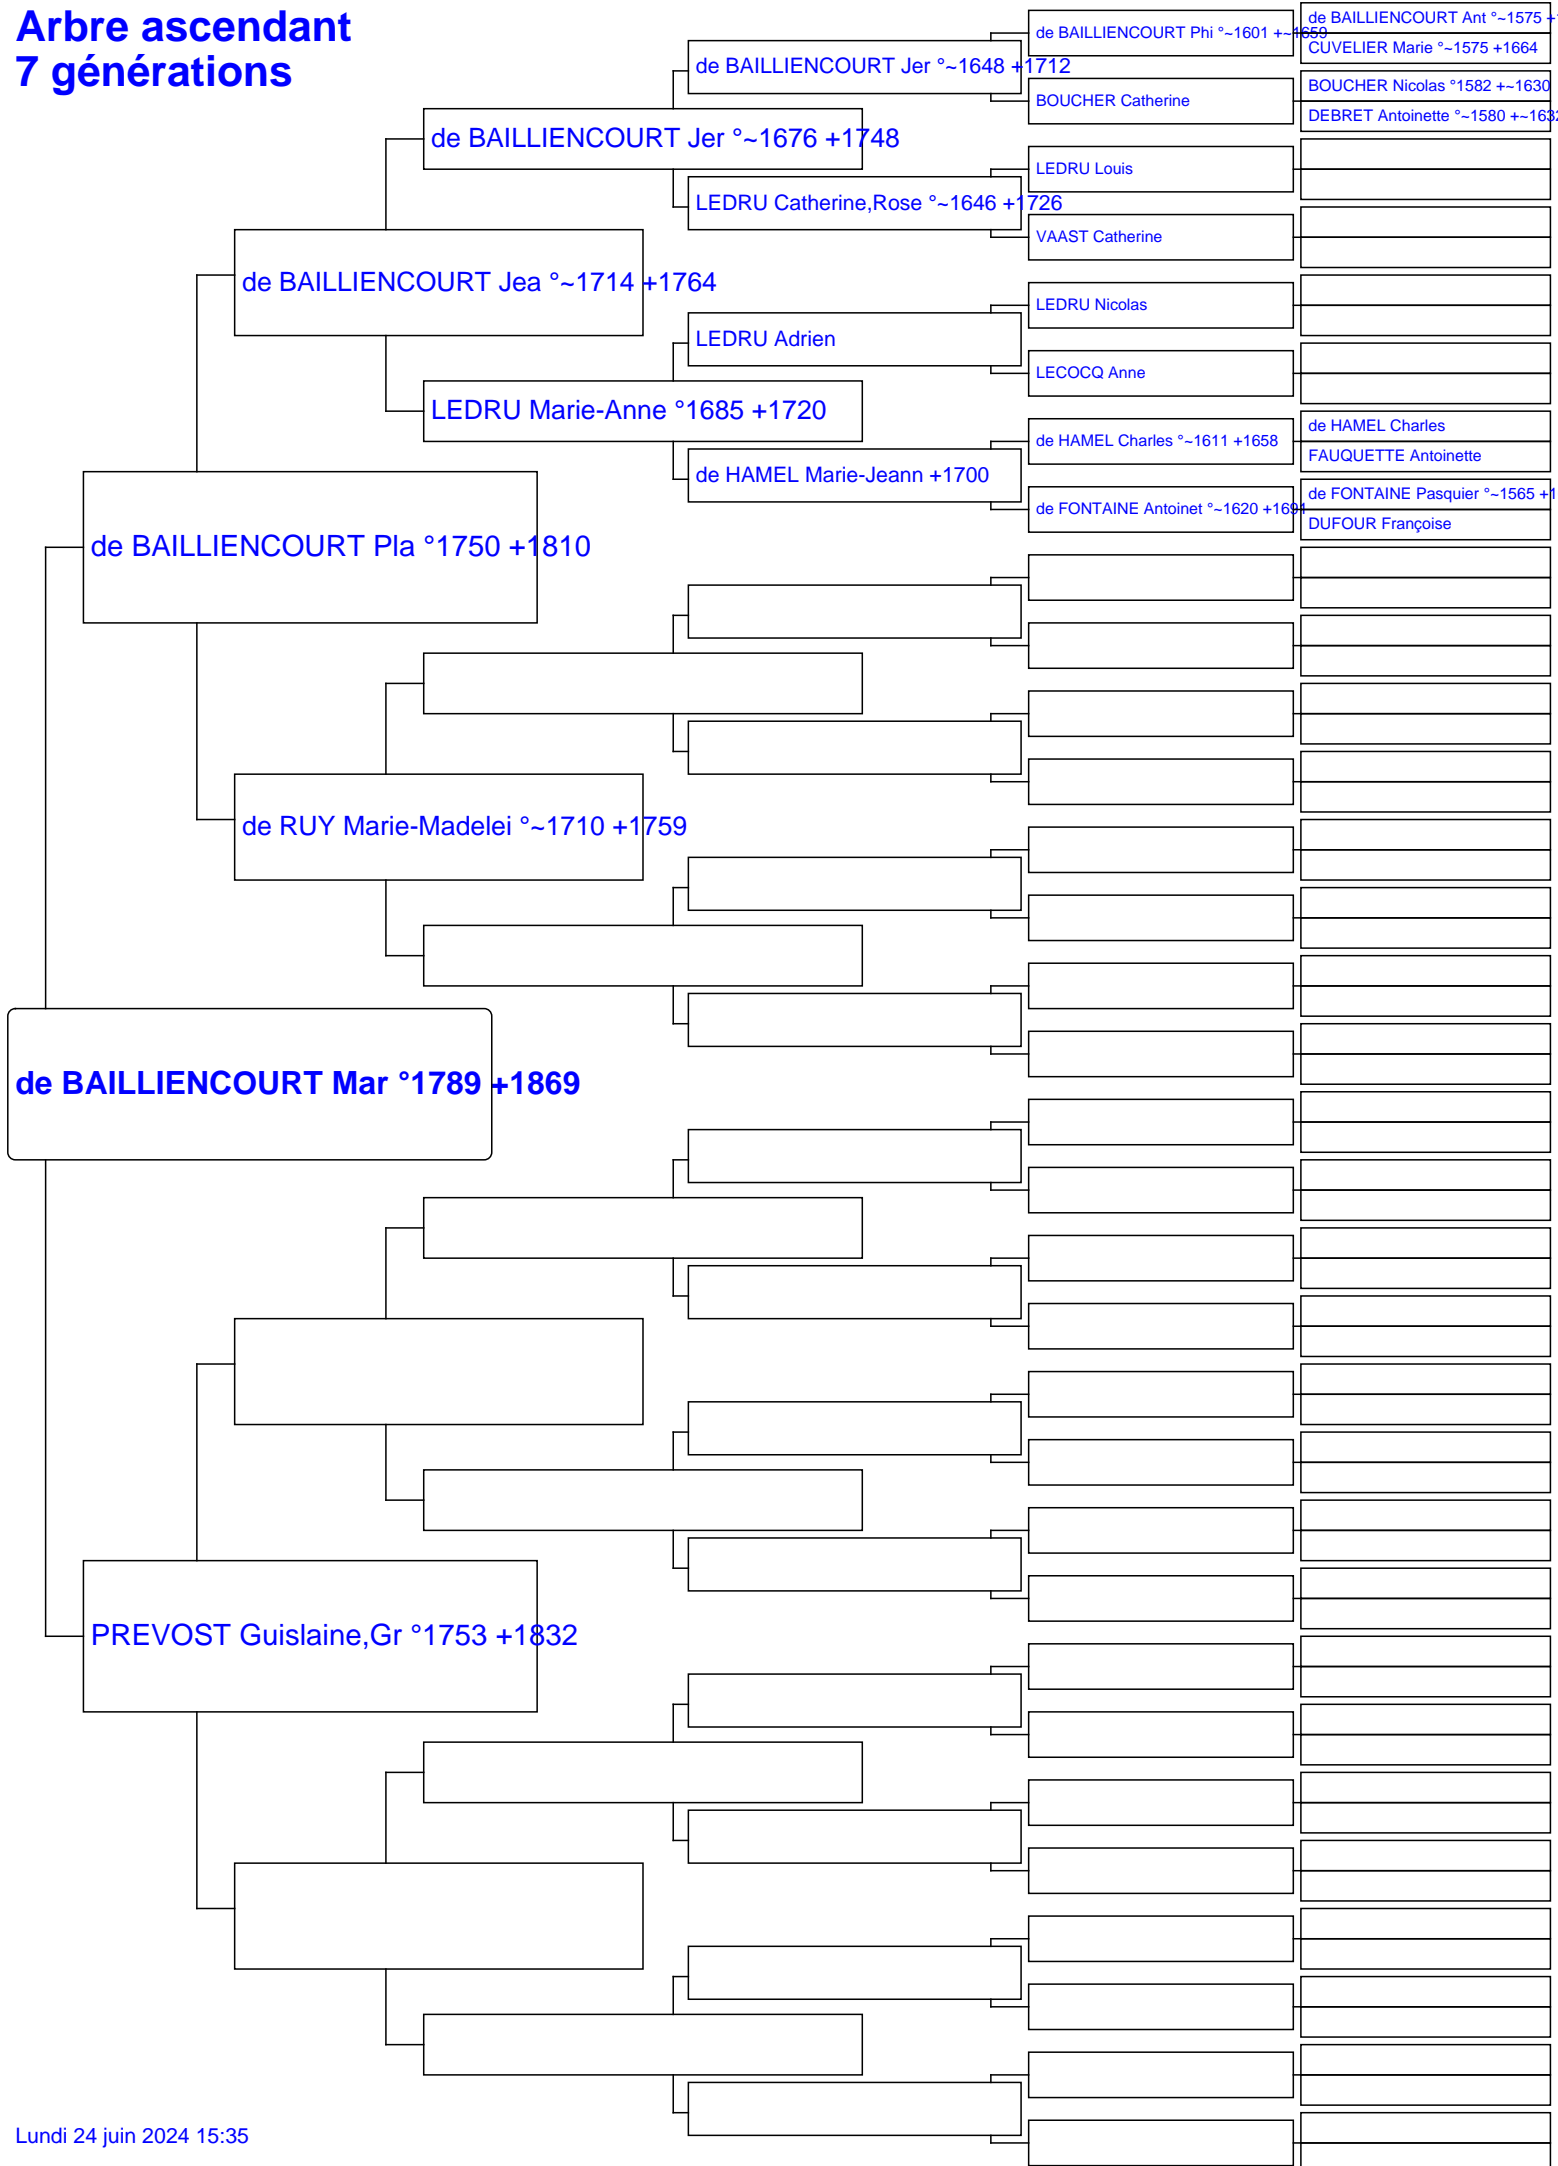 Arbre ascendant
7 générations
de BAILLIENCOURT Ant °~1575 +
de BAILLIENCOURT Phi °~1601 +~1659
CUVELIER Marie °~1575 +1664
de BAILLIENCOURT Jer °~1648 +1712
BOUCHER Nicolas °1582 +~1630
BOUCHER Catherine
DEBRET Antoinette °~1580 +~1632
de BAILLIENCOURT Jer °~1676 +1748
LEDRU Louis
LEDRU Catherine,Rose °~1646 +1726
VAAST Catherine
de BAILLIENCOURT Jea °~1714 +1764
LEDRU Nicolas
LEDRU Adrien
LECOCQ Anne
LEDRU Marie-Anne °1685 +1720
de HAMEL Charles
de HAMEL Charles °~1611 +1658
FAUQUETTE Antoinette
de HAMEL Marie-Jeann +1700
de FONTAINE Pasquier °~1565 +1
de FONTAINE Antoinet °~1620 +1691
DUFOUR Françoise
de BAILLIENCOURT Pla °1750 +1810
de RUY Marie-Madelei °~1710 +1759
de BAILLIENCOURT Mar °1789 +1869
PREVOST Guislaine,Gr °1753 +1832
Lundi 24 juin 2024 15:35